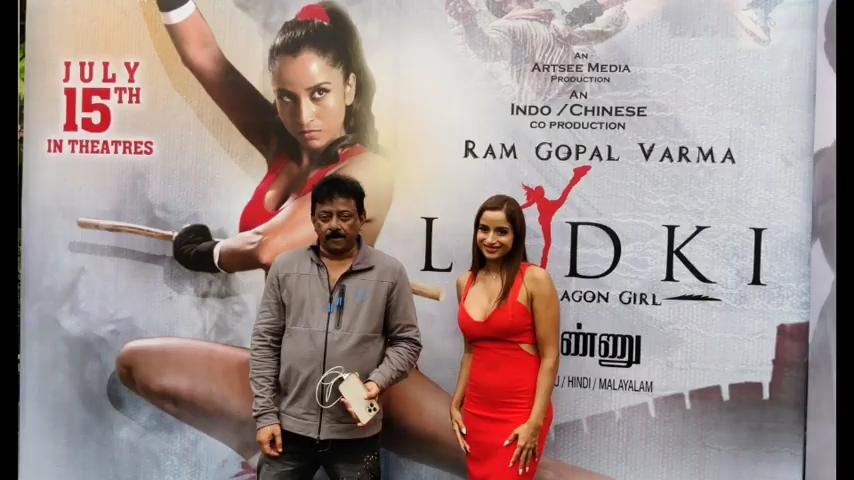 JULY
15TH
IN THEATRES
AN
ARTSEE MEDIA
PRODUCTION
AN
INDO / CHINESE
CO PRODUCTION
RAM GOPAL VARMA
L DKI
AGON GIRL
ண்ணு
/ HINDI / MALAYALAM